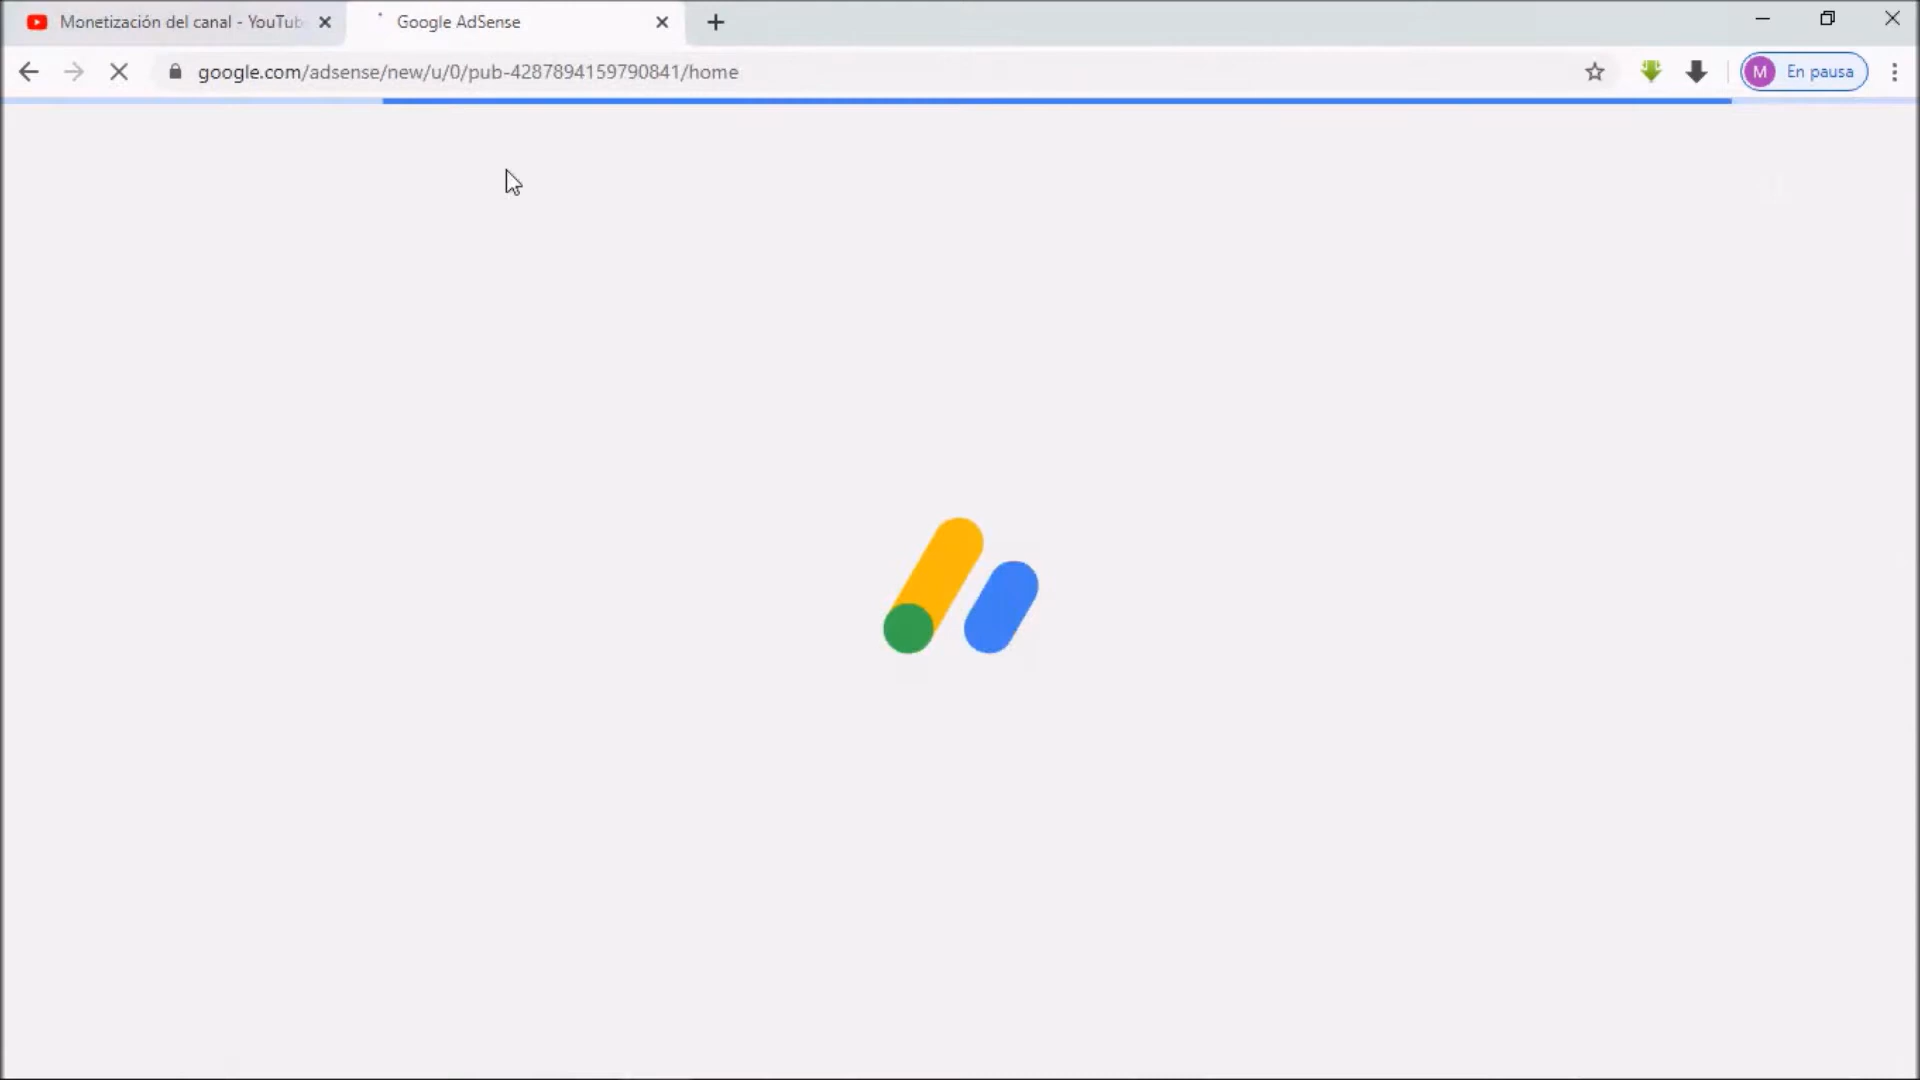 Monetización del canal - YouTub
Google AdSense
google.com/adsense/new/u/0/pub-4287894159790841/home
M
En pausa